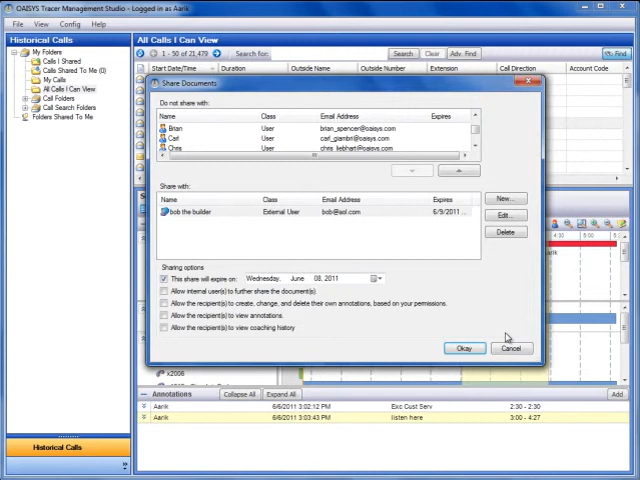 OAISYS Tracer Management Studio - Logged in as Aarik
File View Config Help
Historical Calls
My Folders
Calls I Shared
Calls Shared To Me (0)
My Calls
All Calls I Can View
Call Folders
Call Search Folders
Folders Shared To Me
All Calls I Can View
1 - 50 of 21,479 Search for: Search Clear Adv. Find Find
Start Date/Time Duration Outside Name Outside Number Extension Call Direction Account Code
Share Documents
Do not share with:
Name Class Email Address Expires
Brian User brian_spencer@oaisys.com
Carl User carl_giambri@oaisys.com
Chris User chris_liebhart@oaisys.com
Share with:
Name Class Email Address Expires
bob the builder External User bob@aol.com 6/9/2011 ...
New...
Edit...
Delete
Sharing options
This share will expire on: Wednesday, June 08, 2011
Allow internal user(s) to further share the document(s).
Allow the recipient(s) to create, change, and delete their own annotations, based on your permissions.
Allow the recipient(s) to view annotations.
Allow the recipient(s) to view coaching history
Okay Cancel
4:30 5:00 6:00
x2006
Annotations Collapse All Expand All Add
Aarik 6/6/2011 3:02:12 PM Exc Cust Serv 2:30 - 2:30
Aarik 6/6/2011 3:03:43 PM listen here 3:00 - 4:27
Historical Calls